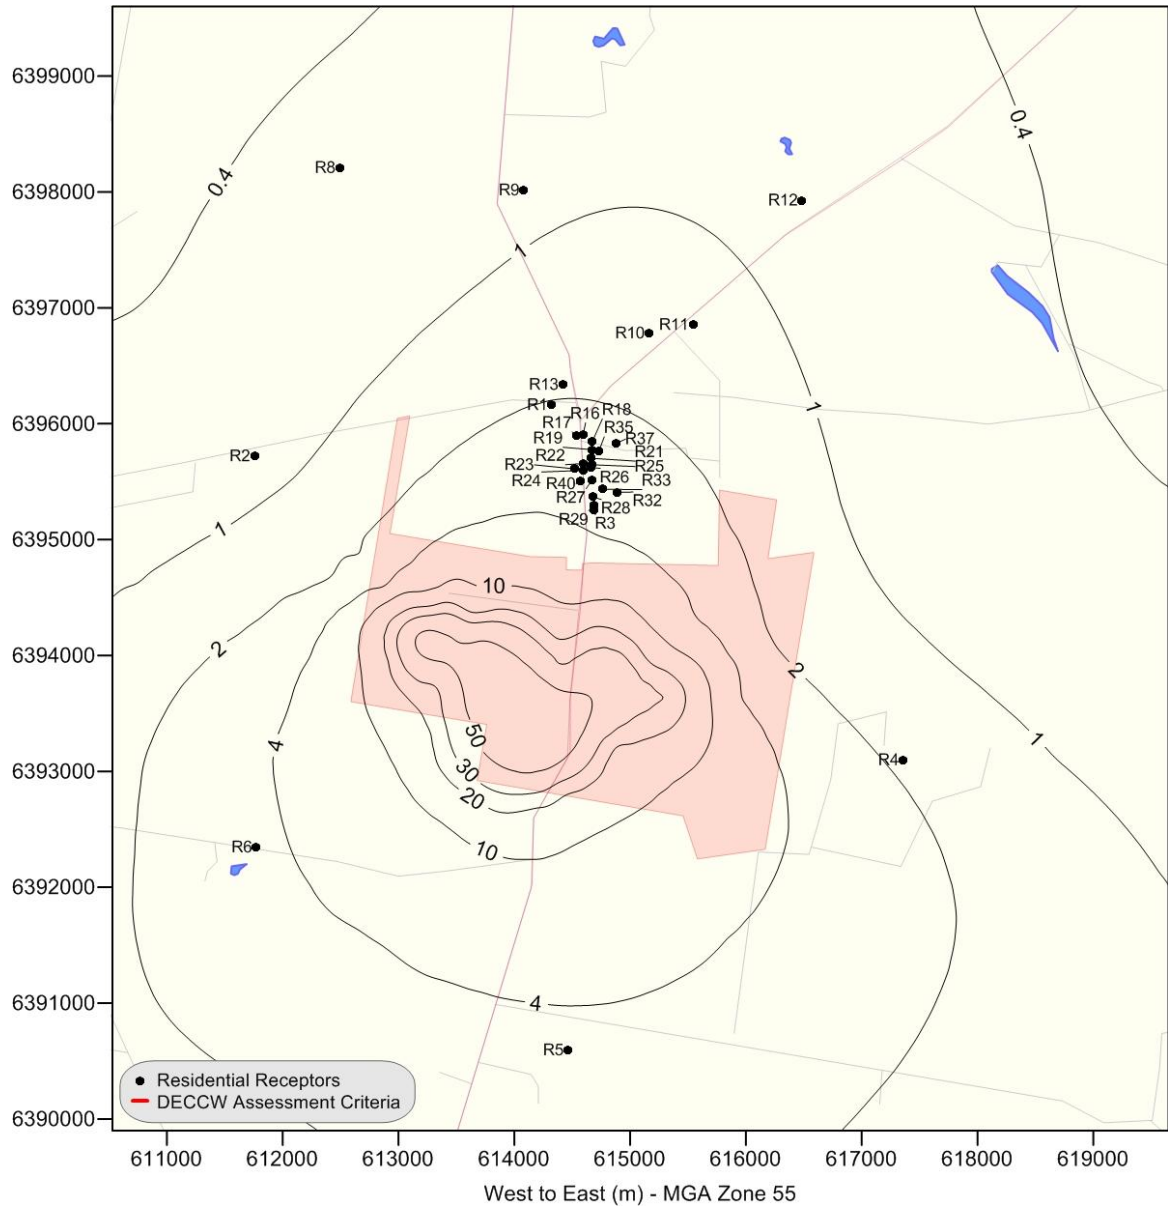 6399000
0.4
R8
0.4
6398000
R9
R12
1
6397000
R10
R11
R13
R1
1
6396000
R16
R18
R17
R35
R19
R37
R2
R22
R21
R23
R25
R24
R40
R26
R33
R27
R32
R28
1
R29
R3
6395000
10
2
6394000
2
4
50
1
R4
6393000
30
20
10
R6
6392000
6391000
4
R5
Residential Receptors
DECCW Assessment Criteria
6390000
611000 612000 613000 614000 615000 616000 617000 618000 619000
West to East (m) - MGA Zone 55